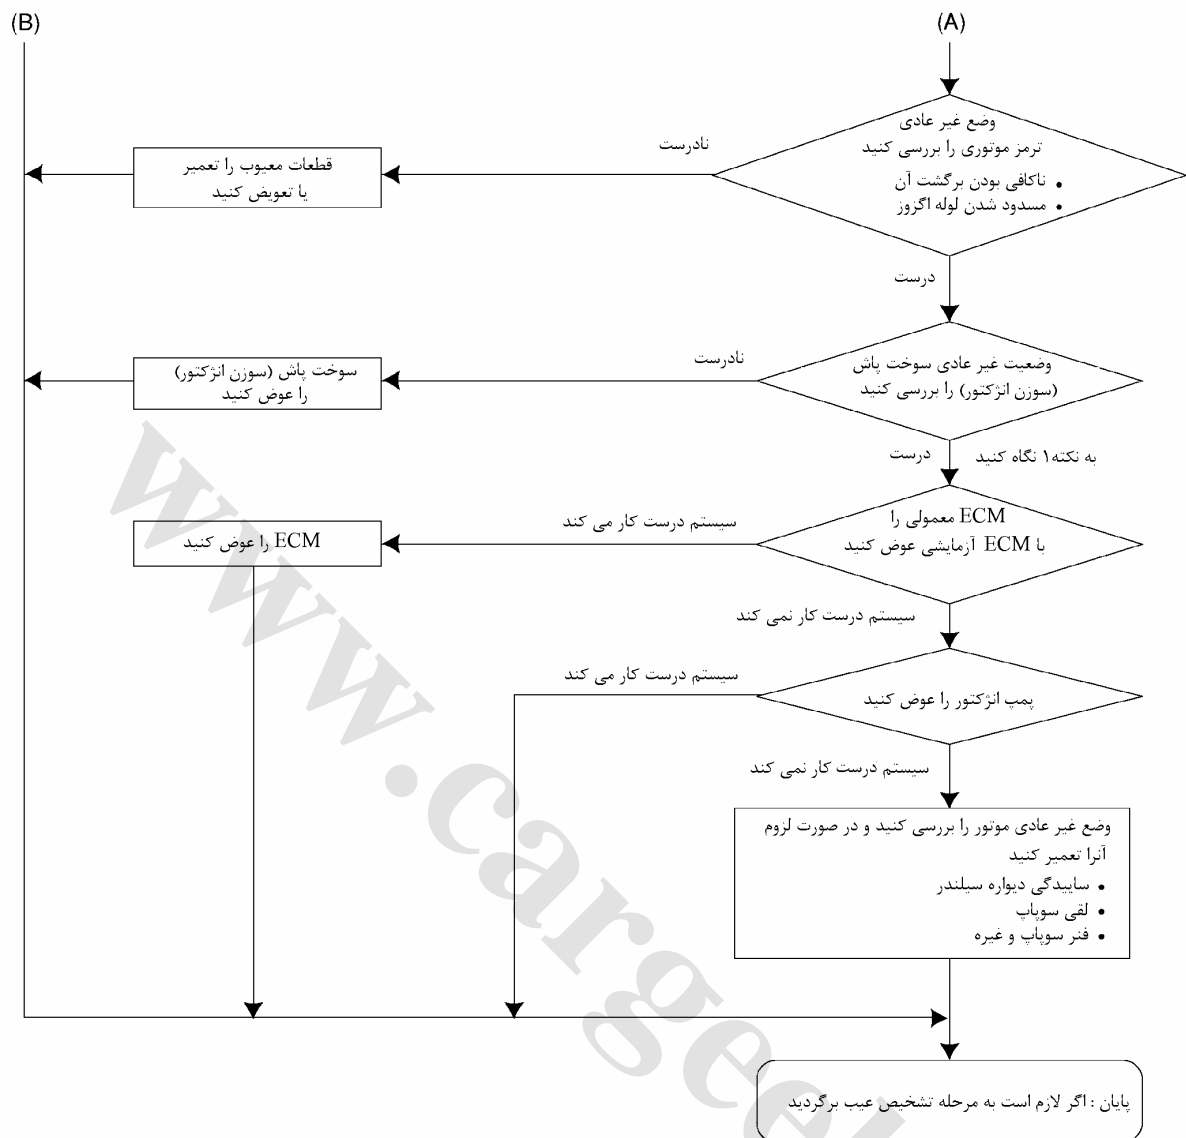 (A)
(B)
وضع غیر عادی
ترمز موتوری را بررسی کنید
• ناکافی بودن برگشت آن
• مسدود شدن لوله اگزوز
نادرست
قطعات معیوب را تعمیر
یا تعویض کنید
درست
وضعیت غیر عادی سوخت پاش
(سوزن انژکتور) را بررسی کنید
نادرست
سوخت پاش (سوزن انژکتور)
را عوض کنید
به نکته۱ نگاه کنید
درست
ECM معمولی را
با ECM آزمایشی عوض کنید
سیستم درست کار می کند
ECM را عوض کنید
سیستم درست کار نمی کند
پمپ انژکتور را عوض کنید
سیستم درست کار می کند
سیستم درست کار نمی کند
وضع غیر عادی موتور را بررسی کنید و در صورت لزوم
آنرا تعمیر کنید
• ساییدگی دیواره سیلندر
• لقی سوپاپ
• فنر سوپاپ و غیره
پایان : اگر لازم است به مرحله تشخیص عیب برگردید
www.cargee